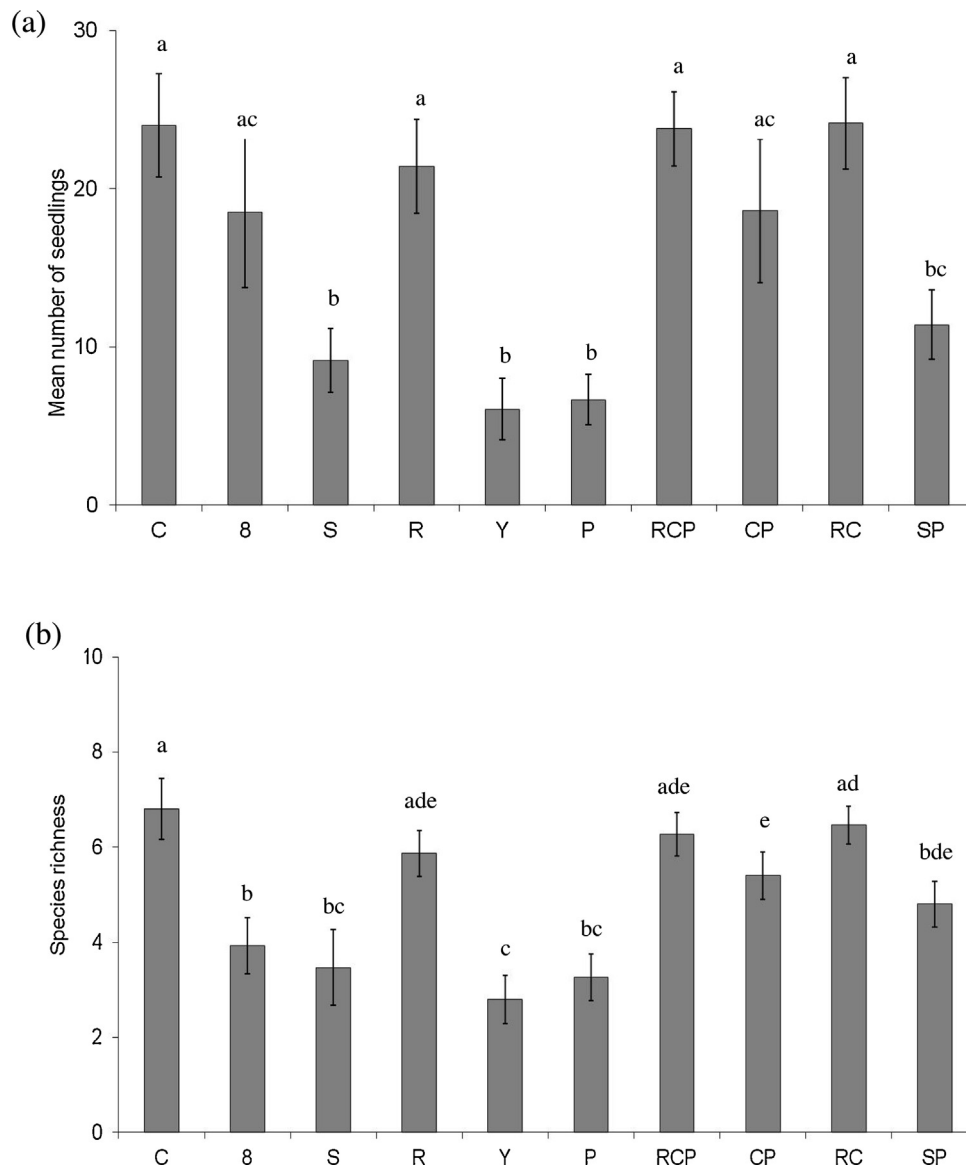 (a)
Mean number of seedlings
30
20
10
0
a
ac
b
a
b
b
a
ac
a
bc
C 8 S R Y P RCP CP RC SP
(b)
Species richness
10
8
6
4
2
0
a
b
bc
ade
c
bc
ade
e
ad
bde
C 8 S R Y P RCP CP RC SP